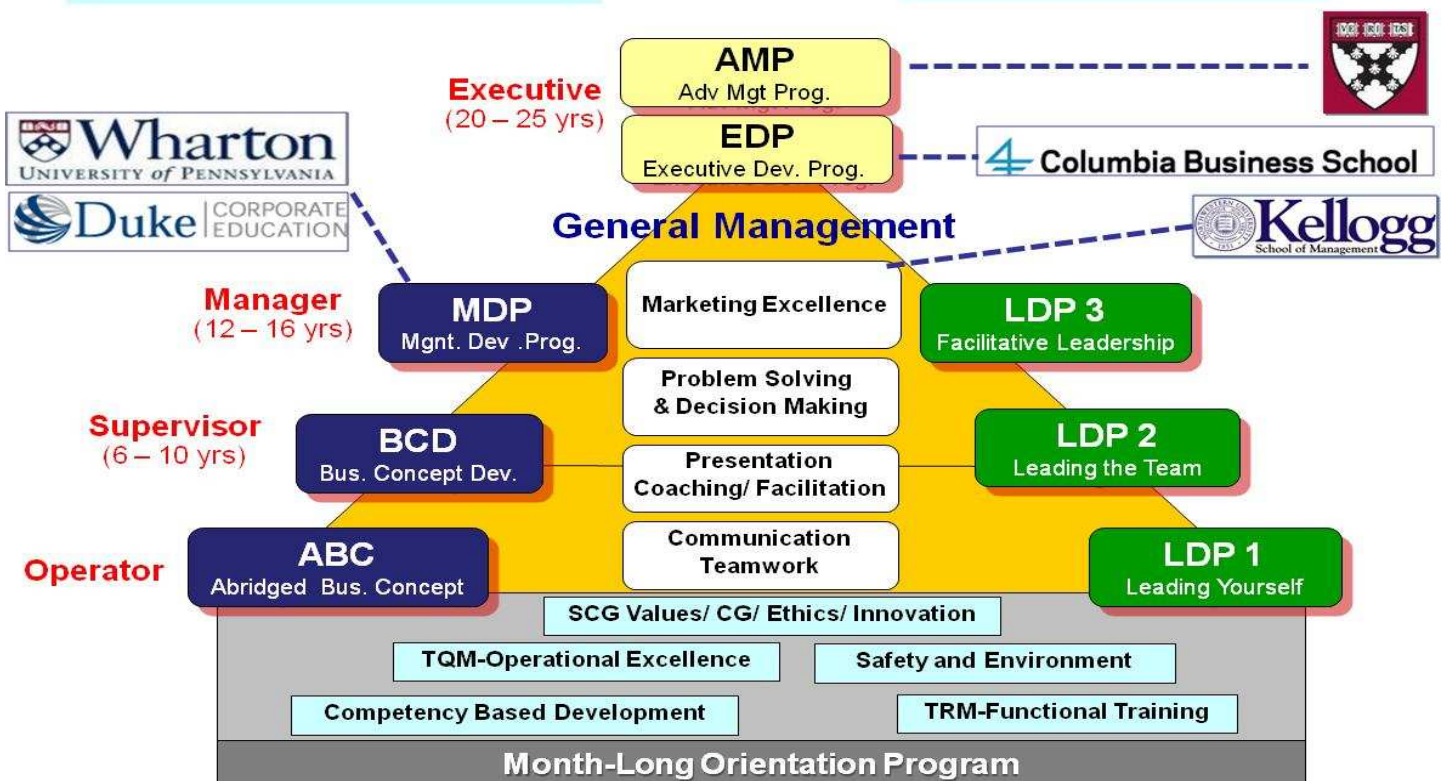 AMP
Adv Mgt Prog.
Executive
(20 – 25 yrs)
EDP
Executive Dev. Prog.
Wharton
UNIVERSITY of PENNSYLVANIA
Columbia Business School
Duke
CORPORATE
EDUCATION
General Management
Kellogg
School of Management
Manager
(12 – 16 yrs)
MDP
Mgnt. Dev .Prog.
Marketing Excellence
LDP 3
Facilitative Leadership
Problem Solving
& Decision Making
Supervisor
(6 – 10 yrs)
BCD
Bus. Concept Dev.
Presentation
Coaching/ Facilitation
LDP 2
Leading the Team
Operator
ABC
Abridged Bus. Concept
Communication
Teamwork
LDP 1
Leading Yourself
SCG Values/ CG/ Ethics/ Innovation
TQM-Operational Excellence
Safety and Environment
Competency Based Development
TRM-Functional Training
Month-Long Orientation Program